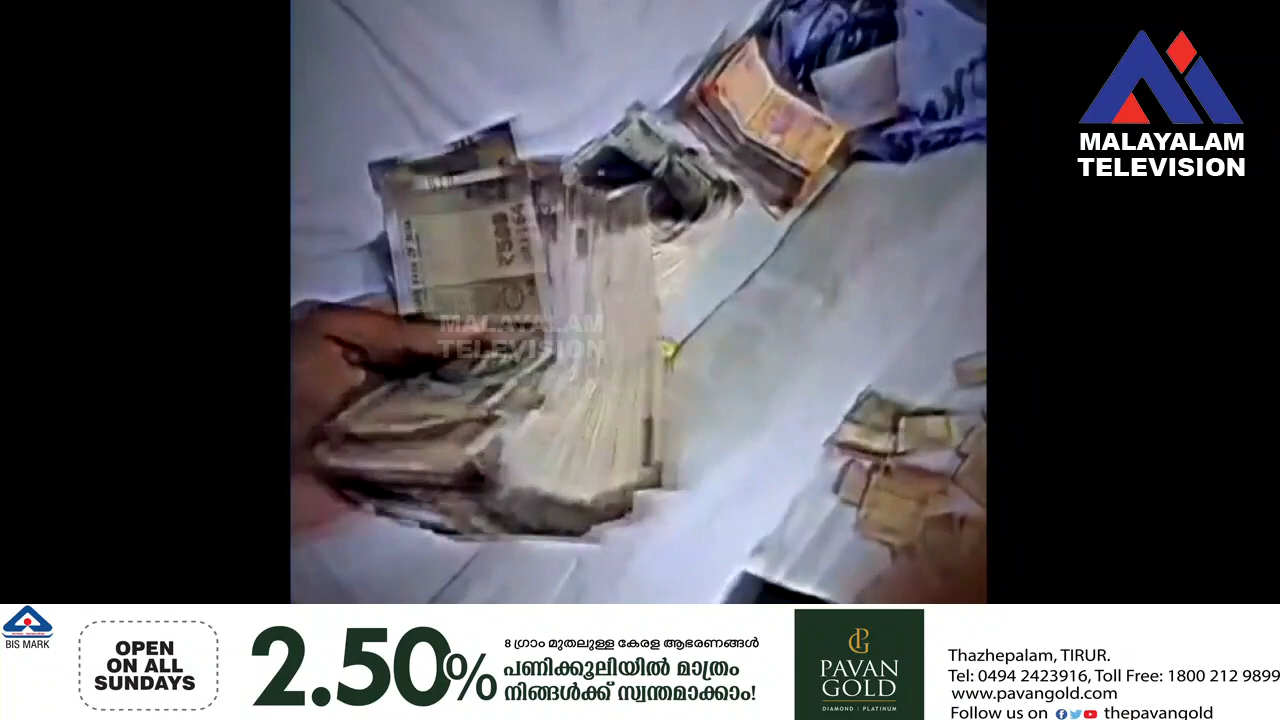 MALAYALAM
TELEVISION
₹500
MALAYALAM
TELEVISION
BIS MARK
OPEN
ON ALL
SUNDAYS
2.50%
8 ഗ്രാം മുതലുള്ള കേരള ആഭരണങ്ങൾ
പണിക്കൂലിയിൽ മാത്രം
നിങ്ങൾക്ക് സ്വന്തമാക്കാം!
PG
PAVAN
GOLD
DIAMOND | PLATINUM
Thazhepalam, TIRUR.
Tel: 0494 2423916, Toll Free: 1800 212 9899
www.pavangold.com
Follow us on thepavangold